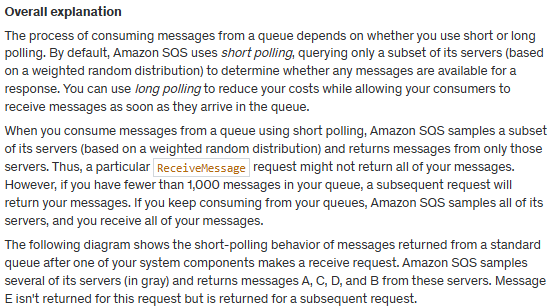 Overall explanation
The process of consuming messages from a queue depends on whether you use short or long
polling. By default, Amazon SQS uses short polling, querying only a subset of its servers (based
on a weighted random distribution) to determine whether any messages are available for a
response. You can use long polling to reduce your costs while allowing your consumers to
receive messages as soon as they arrive in the queue.
When you consume messages from a queue using short polling, Amazon SQS samples a subset
of its servers (based on a weighted random distribution) and returns messages from only those
servers. Thus, a particular ReceiveMessage request might not return all of your messages.
However, if you have fewer than 1,000 messages in your queue, a subsequent request will
return your messages. If you keep consuming from your queues, Amazon SQS samples all of its
servers, and you receive all of your messages.
The following diagram shows the short-polling behavior of messages returned from a standard
queue after one of your system components makes a receive request. Amazon SQS samples
several of its servers (in gray) and returns messages A, C, D, and B from these servers. Message
E isn't returned for this request but is returned for a subsequent request.